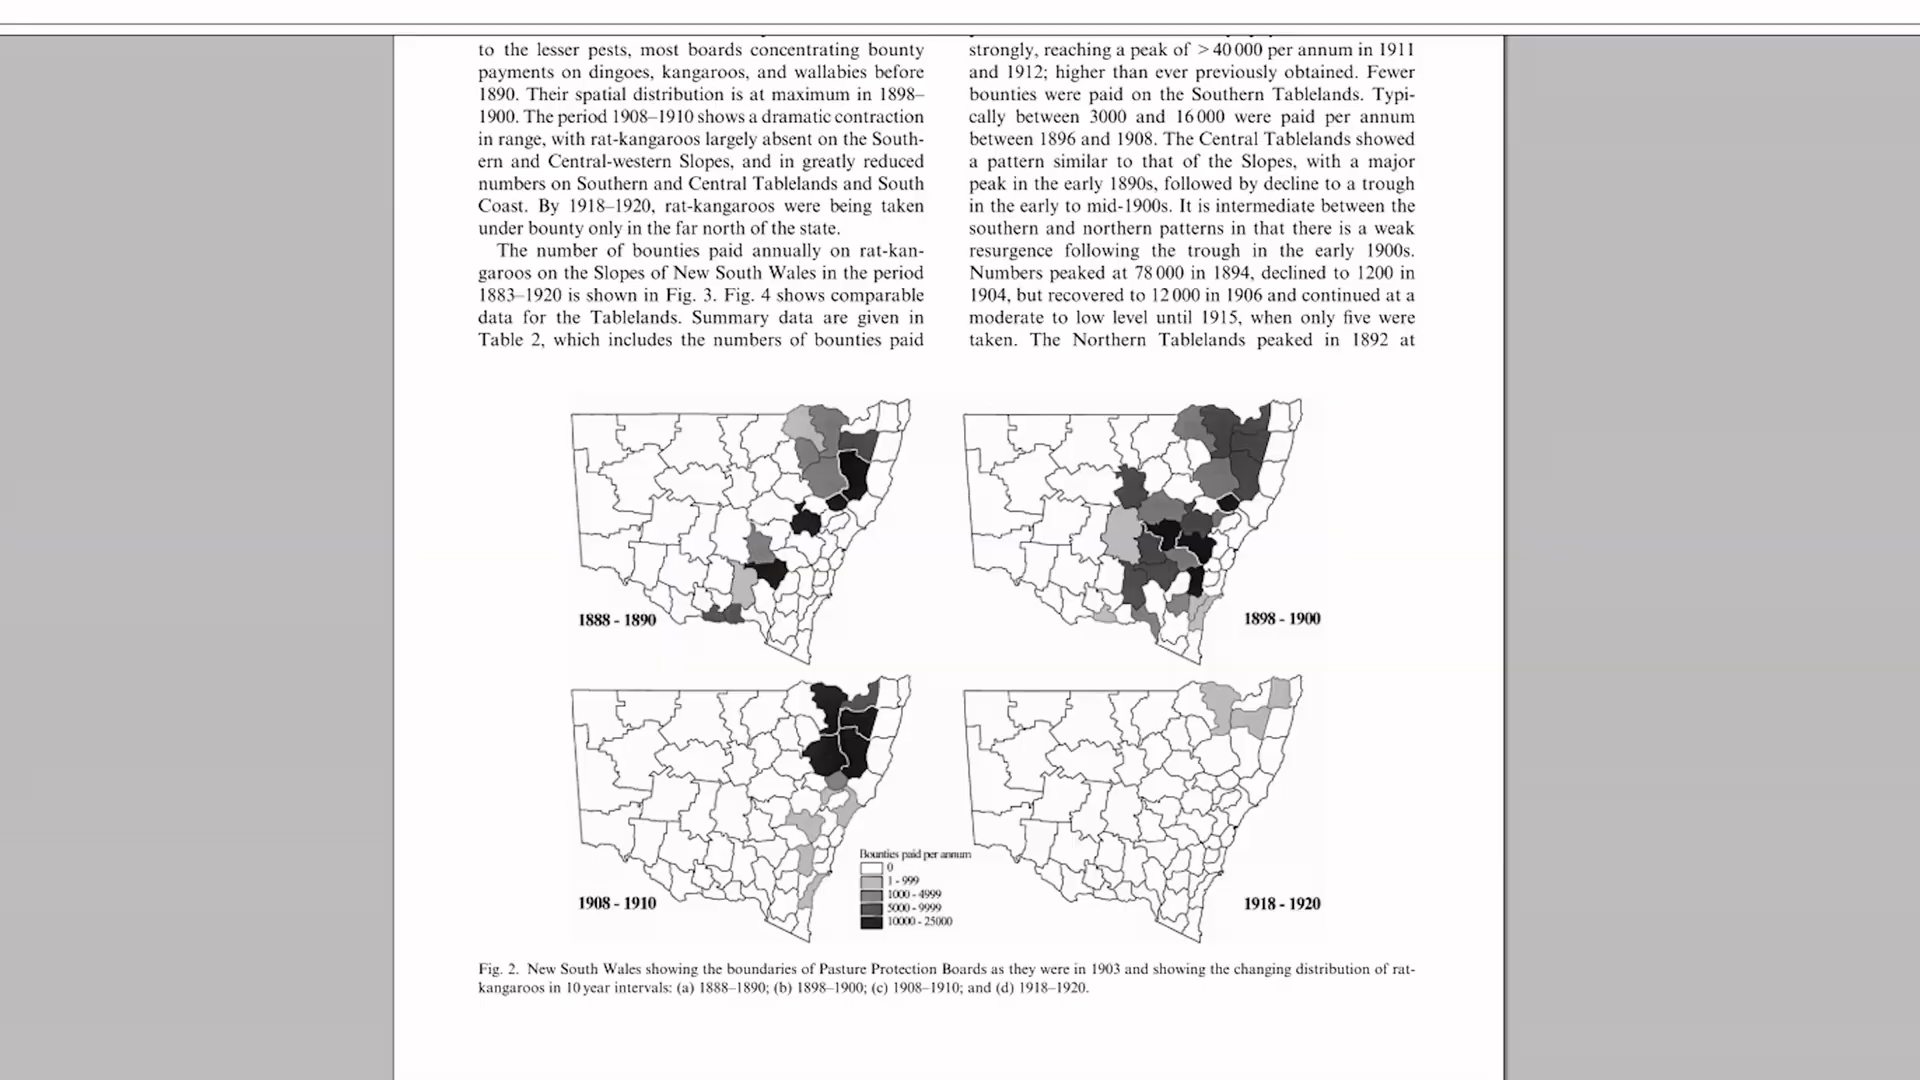 to the lesser pests, most boards concentrating bounty
payments on dingoes, kangaroos, and wallabies before
1890. Their spatial distribution is at maximum in 1898–
1900. The period 1908–1910 shows a dramatic contraction
in range, with rat-kangaroos largely absent on the South-
ern and Central-western Slopes, and in greatly reduced
numbers on Southern and Central Tablelands and South
Coast. By 1918–1920, rat-kangaroos were being taken
under bounty only in the far north of the state.
The number of bounties paid annually on rat-kan-
garoos on the Slopes of New South Wales in the period
1883–1920 is shown in Fig. 3. Fig. 4 shows comparable
data for the Tablelands. Summary data are given in
Table 2, which includes the numbers of bounties paid
strongly, reaching a peak of >40 000 per annum in 1911
and 1912; higher than ever previously obtained. Fewer
bounties were paid on the Southern Tablelands. Typi-
cally between 3000 and 16 000 were paid per annum
between 1896 and 1908. The Central Tablelands showed
a pattern similar to that of the Slopes, with a major
peak in the early 1890s, followed by decline to a trough
in the early to mid-1900s. It is intermediate between the
southern and northern patterns in that there is a weak
resurgence following the trough in the early 1900s.
Numbers peaked at 78 000 in 1894, declined to 1200 in
1904, but recovered to 12 000 in 1906 and continued at a
moderate to low level until 1915, when only five were
taken. The Northern Tablelands peaked in 1892 at
1888 - 1890
1898 - 1900
1908 - 1910
Bounties paid per annum
0
1 - 999
1000 - 4999
5000 - 9999
10000 - 25000
1918 - 1920
Fig. 2. New South Wales showing the boundaries of Pasture Protection Boards as they were in 1903 and showing the changing distribution of rat-
kangaroos in 10 year intervals: (a) 1888–1890; (b) 1898–1900; (c) 1908–1910; and (d) 1918–1920.